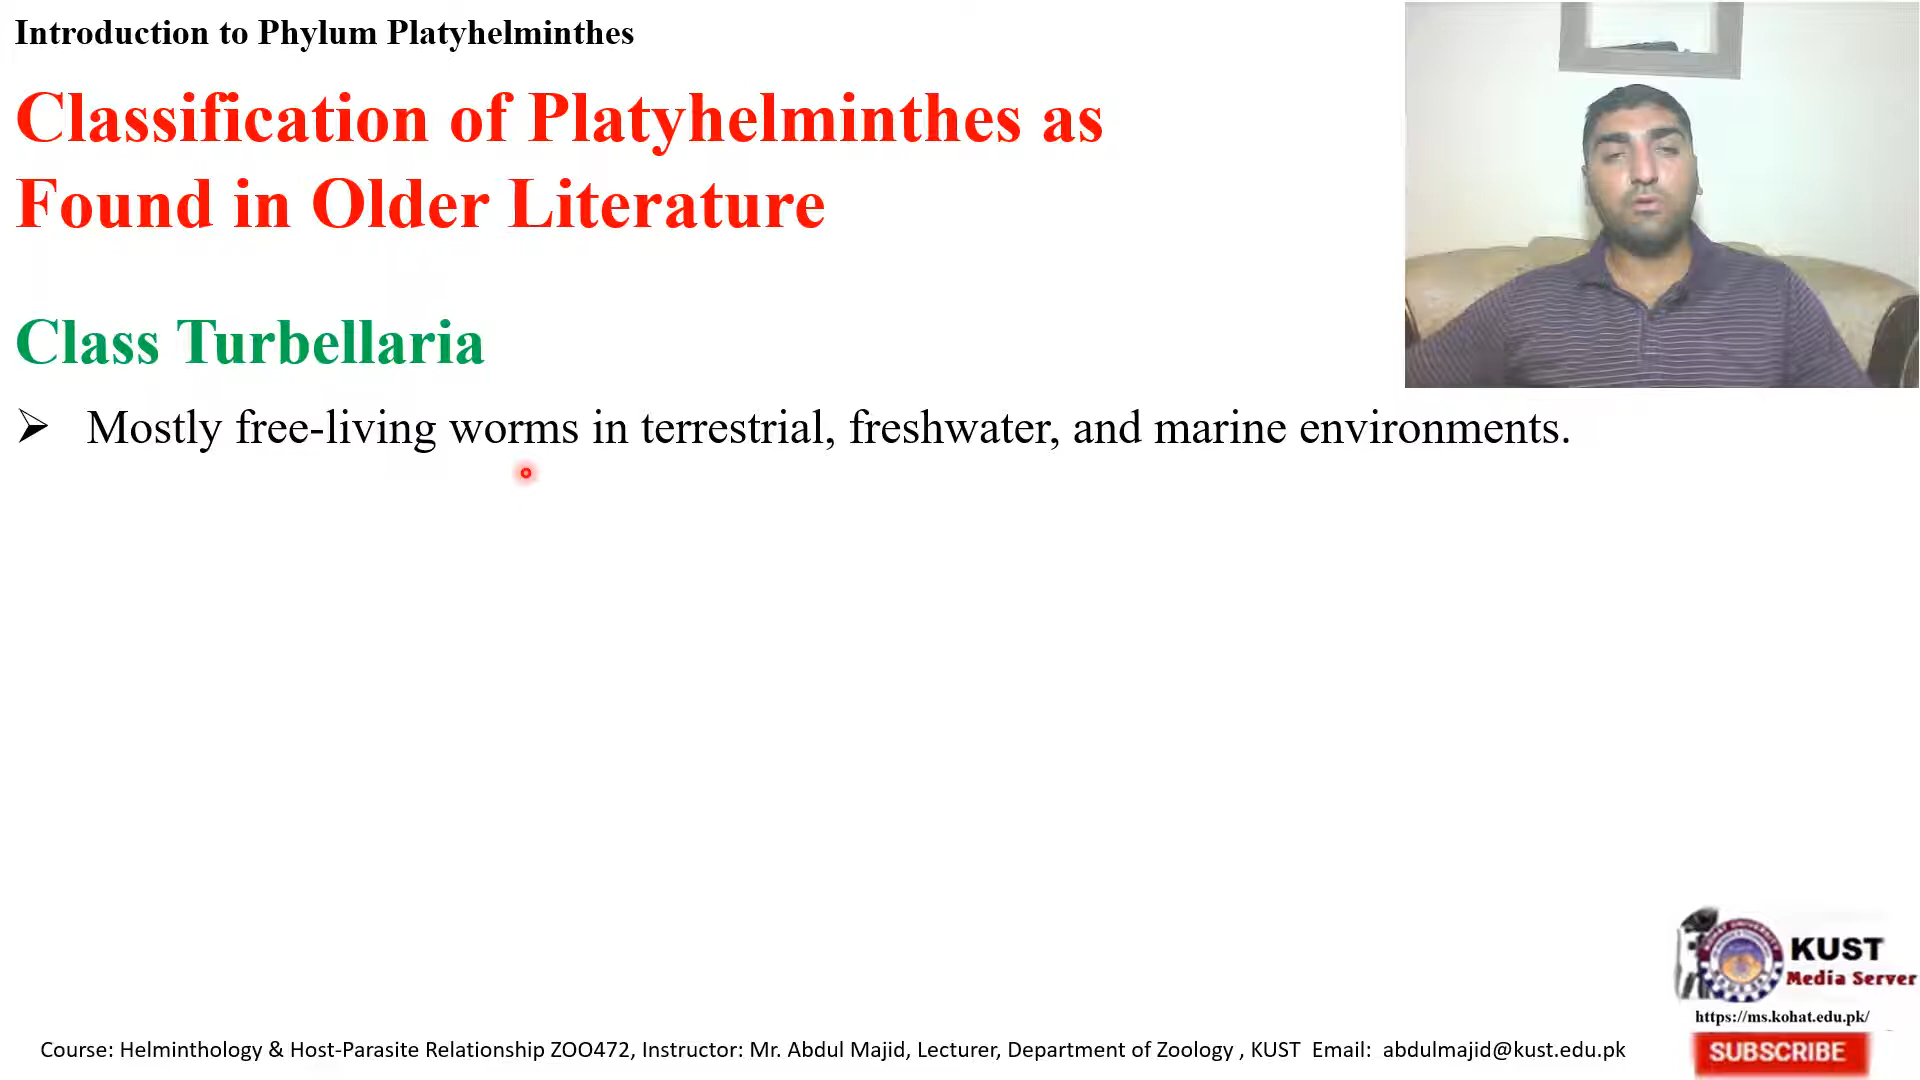 Introduction to Phylum Platyhelminthes
Classification of Platyhelminthes as
Found in Older Literature
Class Turbellaria
➢ Mostly free-living worms in terrestrial, freshwater, and marine environments.
KUST
Media Server
https://ms.kohat.edu.pk/
SUBSCRIBE
Course: Helminthology & Host-Parasite Relationship ZOO472, Instructor: Mr. Abdul Majid, Lecturer, Department of Zoology , KUST Email: abdulmajid@kust.edu.pk